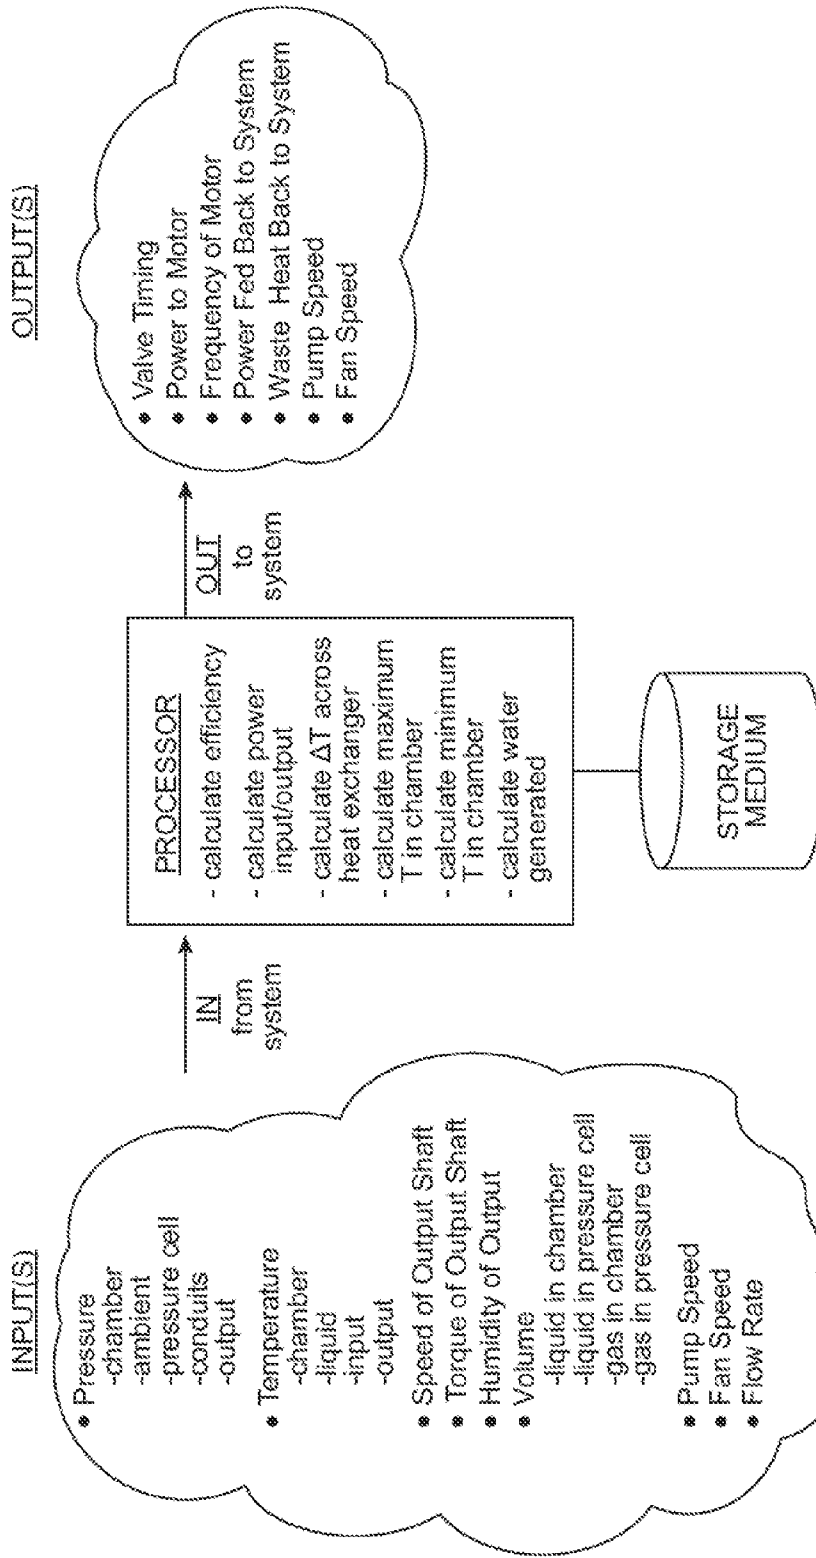 INPUT(S)
• Pressure
-chamber
-ambient
-pressure cell
-conduits
-output
• Temperature
-chamber
-liquid
-input
-output
• Speed of Output Shaft
• Torque of Output Shaft
• Humidity of Output
• Volume
-liquid in chamber
-liquid in pressure cell
-gas in chamber
-gas in pressure cell
• Pump Speed
• Fan Speed
• Flow Rate
IN
from
system
PROCESSOR
- calculate efficiency
- calculate power
input/output
- calculate ΔT across
heat exchanger
- calculate maximum
T in chamber
- calculate minimum
T in chamber
- calculate water
generated
STORAGE
MEDIUM
OUT
to
system
OUTPUT(S)
• Valve Timing
• Power to Motor
• Frequency of Motor
• Power Fed Back to System
• Waste Heat Back to System
• Pump Speed
• Fan Speed